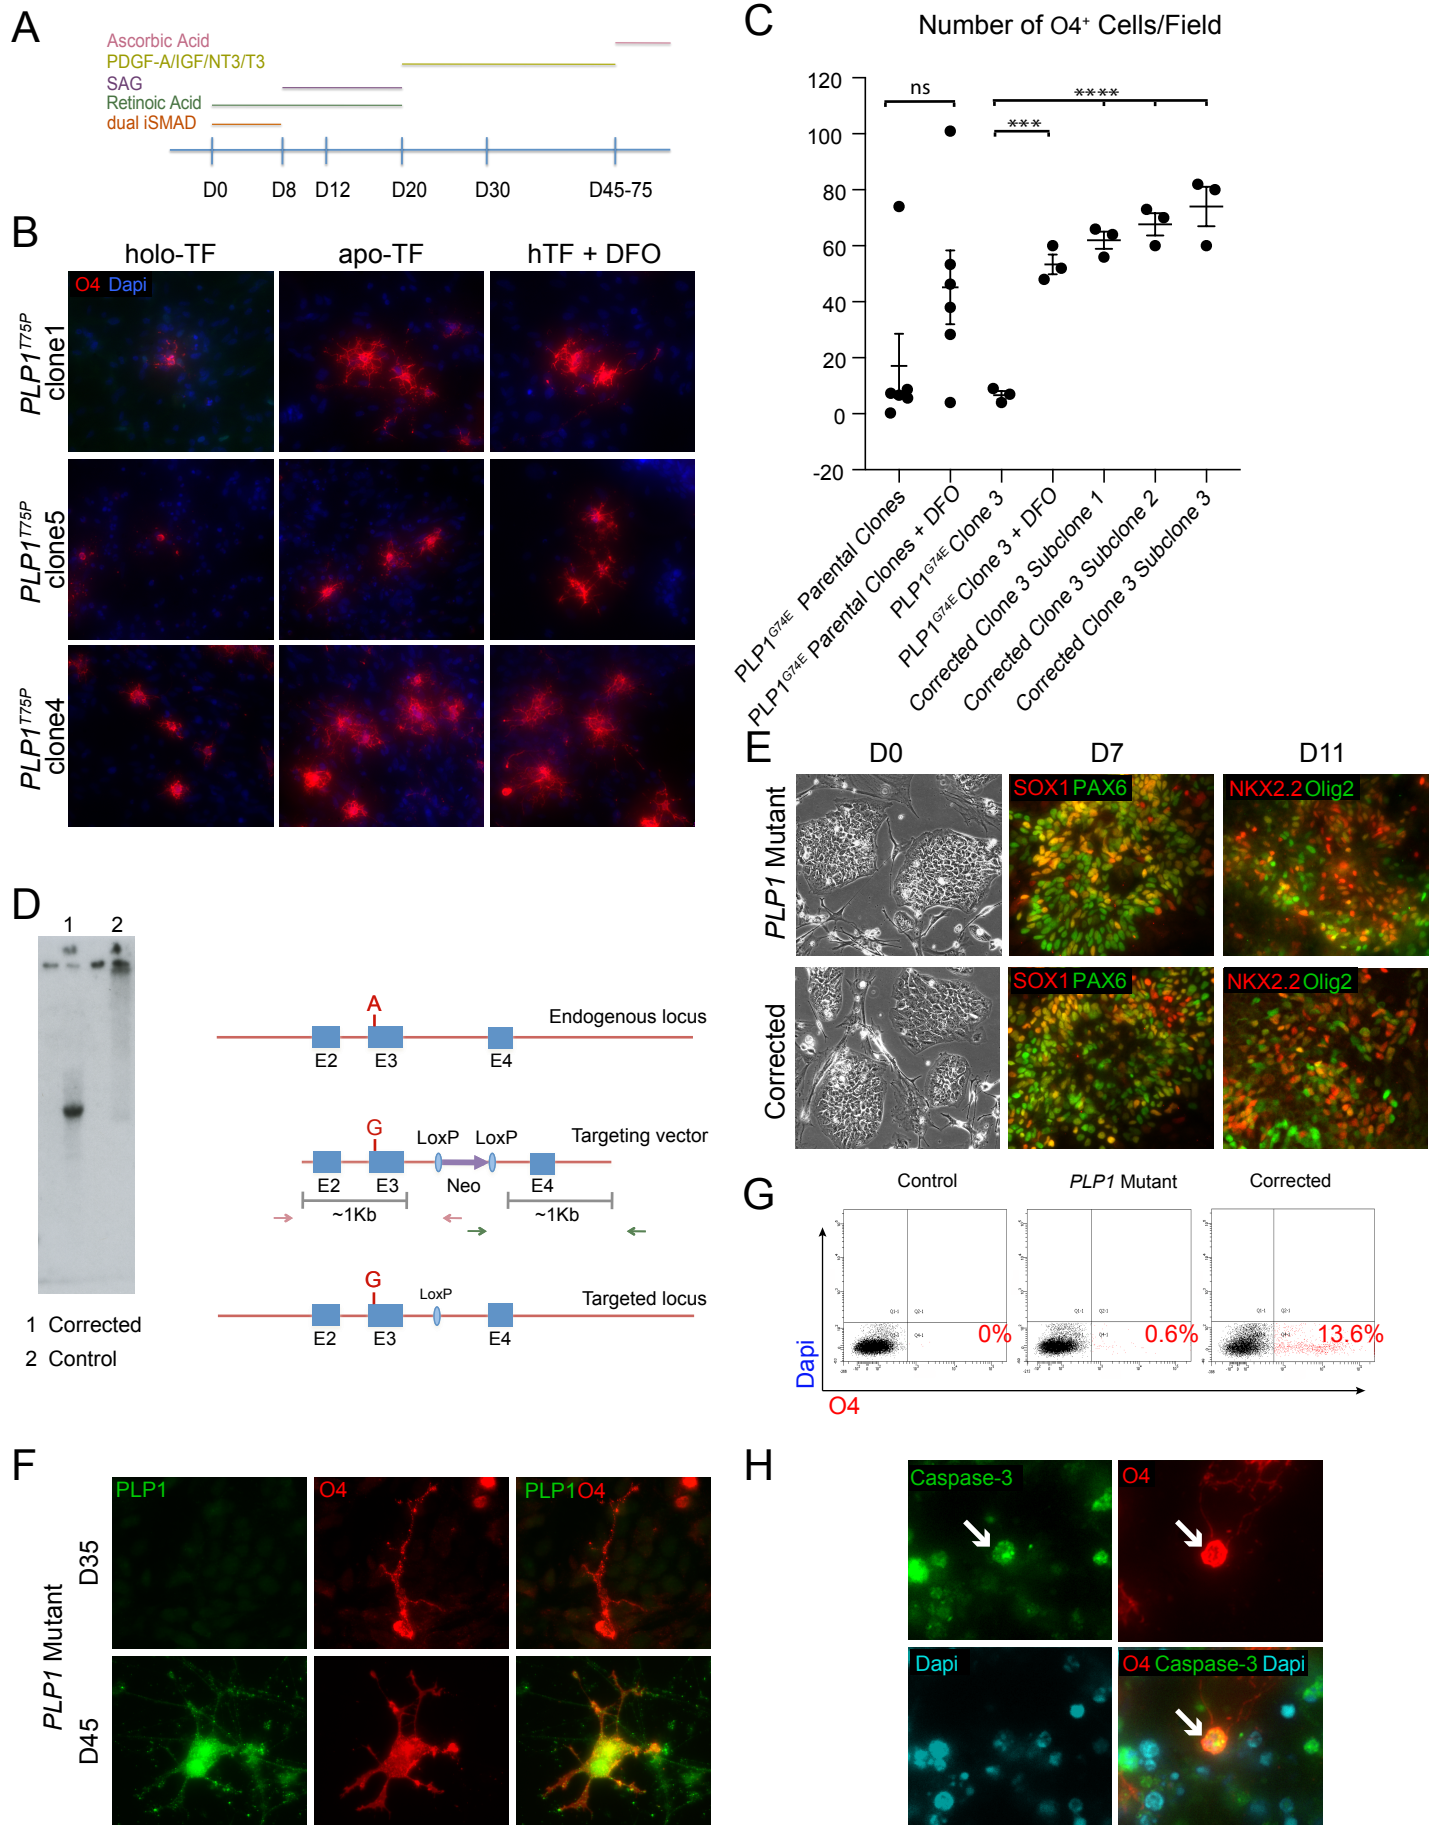 A
Ascorbic Acid
PDGF-A/IGF/NT3/T3
SAG
Retinoic Acid
dual iSMAD
D0 D8 D12 D20 D30 D45-75
B
holo-TF apo-TF hTF + DFO
O4 Dapi
PLP1T75P clone1
PLP1T75P clone5
PLP1T75P clone4
C
Number of O4+ Cells/Field
120
100
80
60
40
20
0
-20
ns
***
****
PLP1G74E Parental Clones
PLP1G74E Parental Clones + DFO
PLP1G74E Clone 3
PLP1G74E Clone 3 + DFO
Corrected Clone 3 Subclone 1
Corrected Clone 3 Subclone 2
Corrected Clone 3 Subclone 3
D
1 2
1 Corrected
2 Control
A
Endogenous locus
E2 E3 E4
G
LoxP LoxP
Targeting vector
E2 E3 Neo E4
~1Kb ~1Kb
G
LoxP
Targeted locus
E2 E3 E4
E
D0 D7 D11
PLP1 Mutant
SOX1 PAX6
NKX2.2 Olig2
Corrected
SOX1 PAX6
NKX2.2 Olig2
F
PLP1 O4 PLP1 O4
PLP1 Mutant
D35
D45
G
Control PLP1 Mutant Corrected
0% 0.6% 13.6%
Dapi
O4
H
Caspase-3 O4
Dapi O4 Caspase-3 Dapi